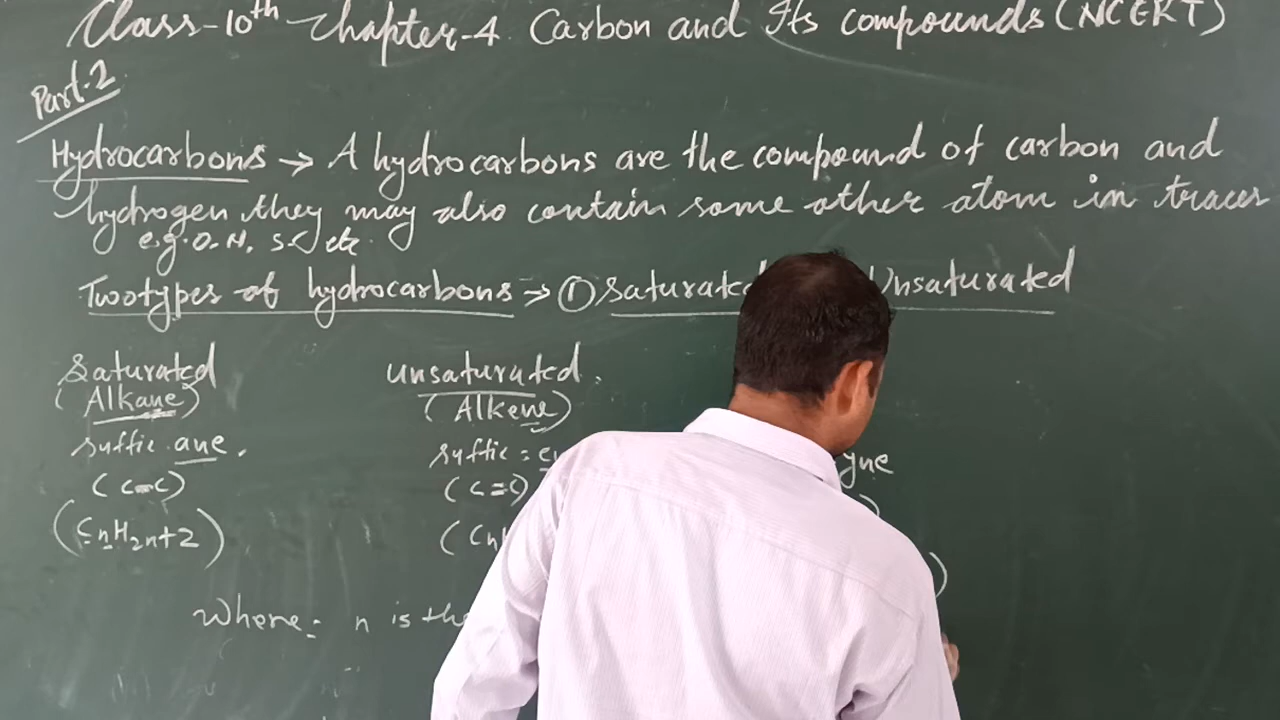 Class-10th Chapter-4. Carbon and Its compounds (NCERT)
Part-2
Hydrocarbons → A hydrocarbons are the compound of carbon and
hydrogen they may also contain some other atom in traces
e.g. O. N. S. etc.
Two types of hydrocarbons → ① Saturated Unsaturated
Saturated unsaturated.
(Alkane) (Alkene)
suffic ane. suffic = yne
(C-C) (C=C)
(CnH2n+2) (Cn )
Where:- n is the